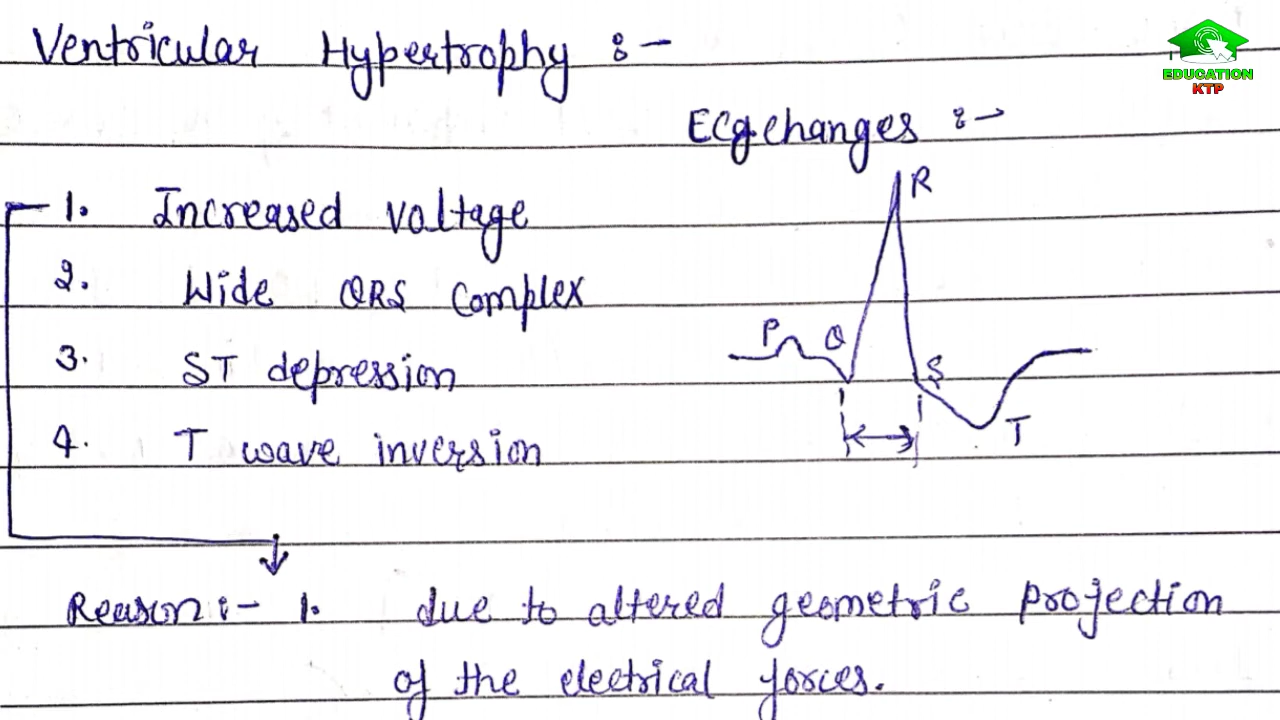 Ventricular Hypertrophy :-
EDUCATION
KTP
ECg changes :-
1. Increased voltage
2. Wide QRS Complex
3. ST depression
4. T wave inversion
R
P
Q
S
T
Reason :- 1. due to altered geometric projection
of the electrical forces.